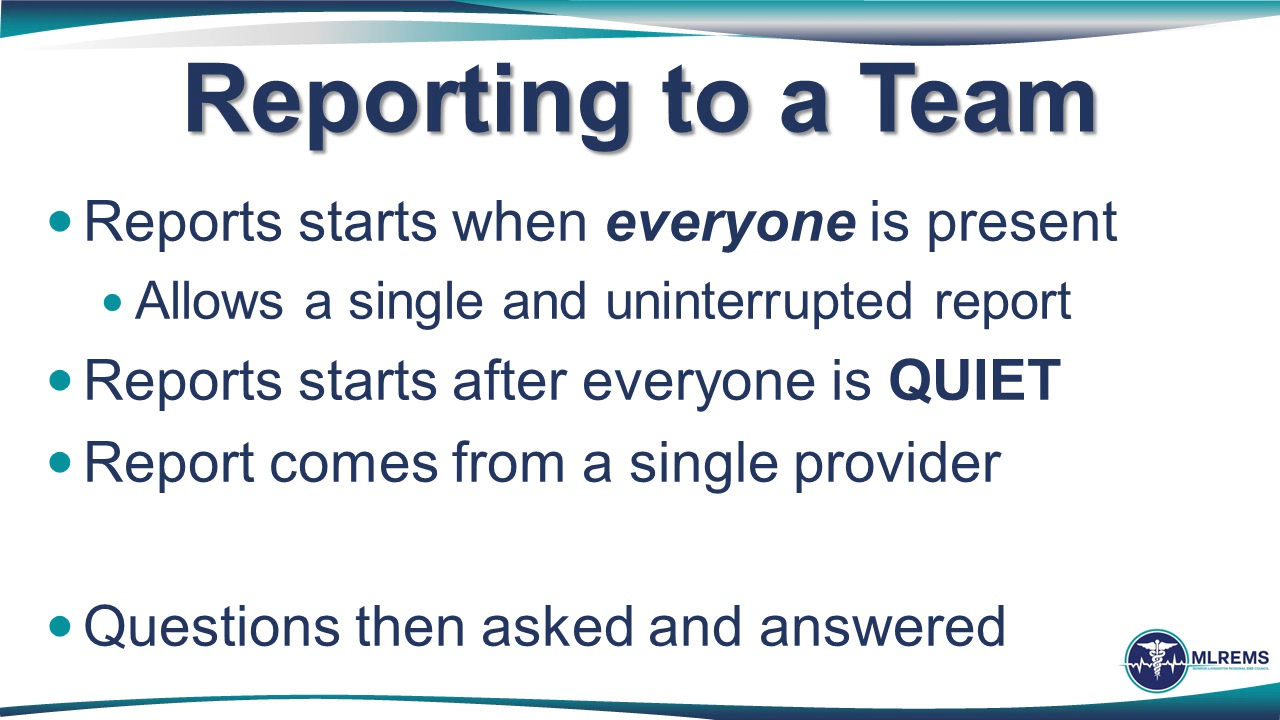 Reporting to a Team
Reports starts when everyone is present
Allows a single and uninterrupted report
Reports starts after everyone is QUIET
Report comes from a single provider
Questions then asked and answered
MLREMS